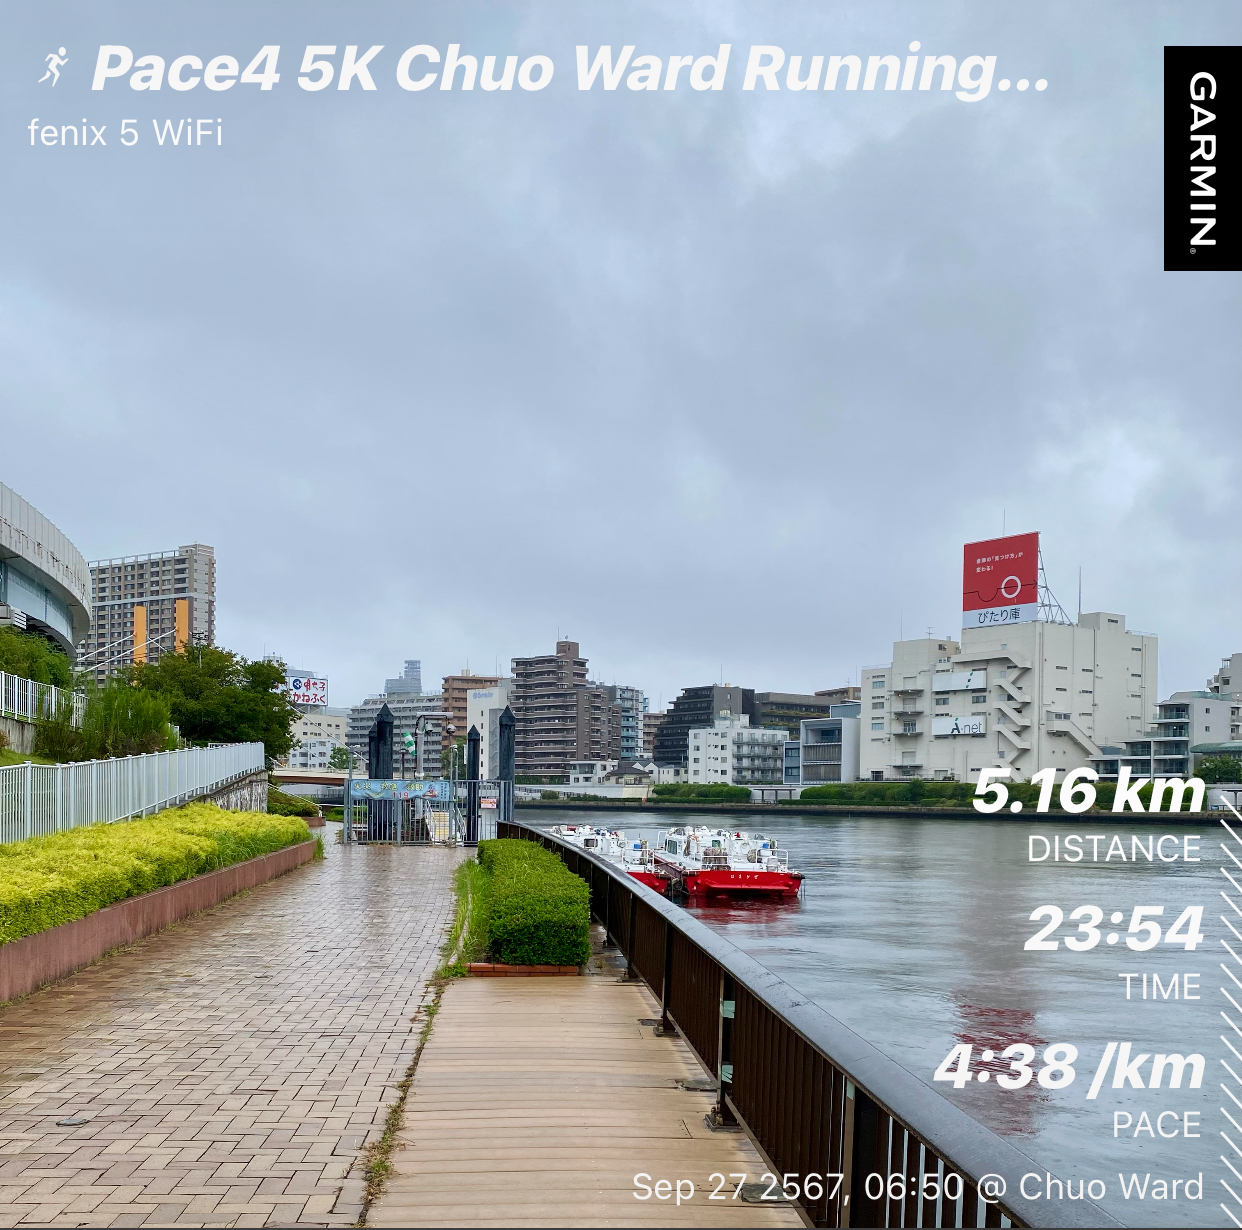 Pace4 5K Chuo Ward Running...
fenix 5 WiFi
GARMIN
ぴたり庫
A-net
かねふく
5.16 km
DISTANCE
23:54
TIME
4:38 /km
PACE
Sep 27 2567, 06:50 @ Chuo Ward